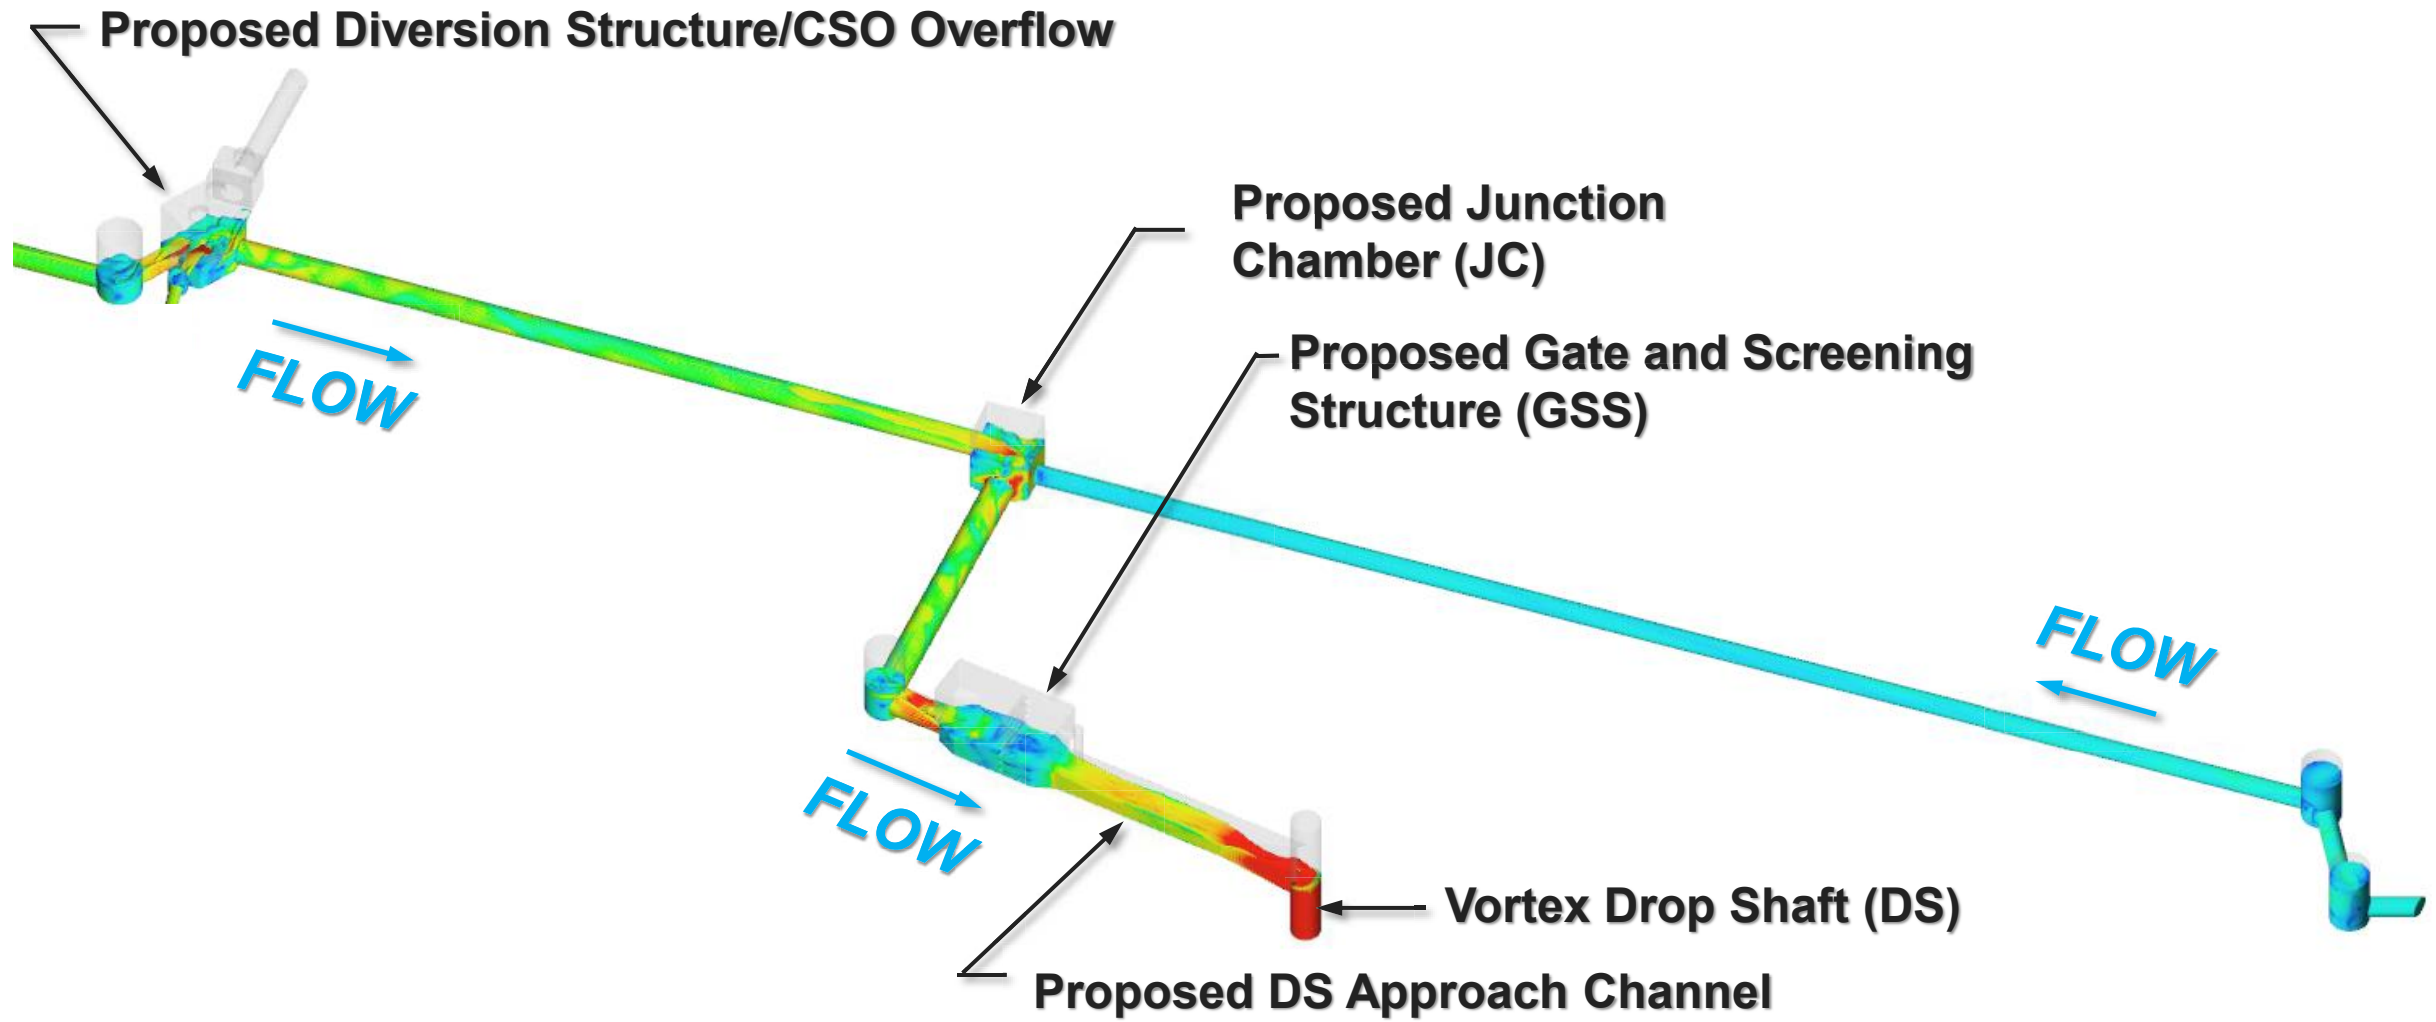 Proposed Diversion Structure/CSO Overflow
Proposed Junction
Chamber (JC)
Proposed Gate and Screening
Structure (GSS)
FLOW
FLOW
FLOW
Vortex Drop Shaft (DS)
Proposed DS Approach Channel